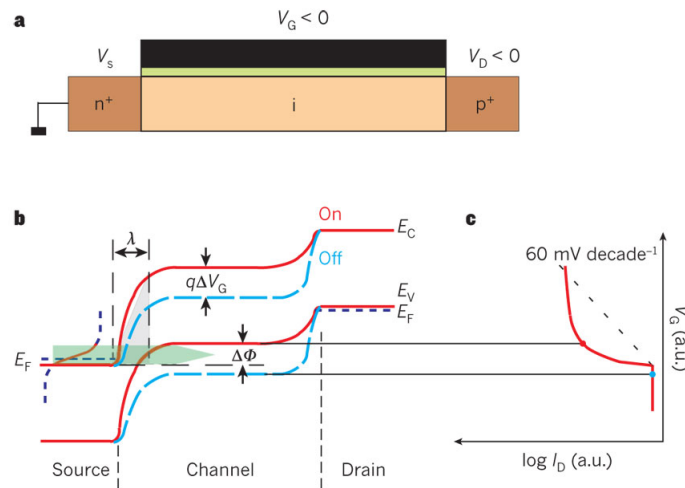 a
V_G < 0
V_s
V_D < 0
n⁺
i
p⁺
b
c
λ
On
E_C
Off
60 mV decade⁻¹
qΔV_G
E_V
E_F
E_F
ΔΦ
V_G (a.u.)
Source
Channel
Drain
log I_D (a.u.)